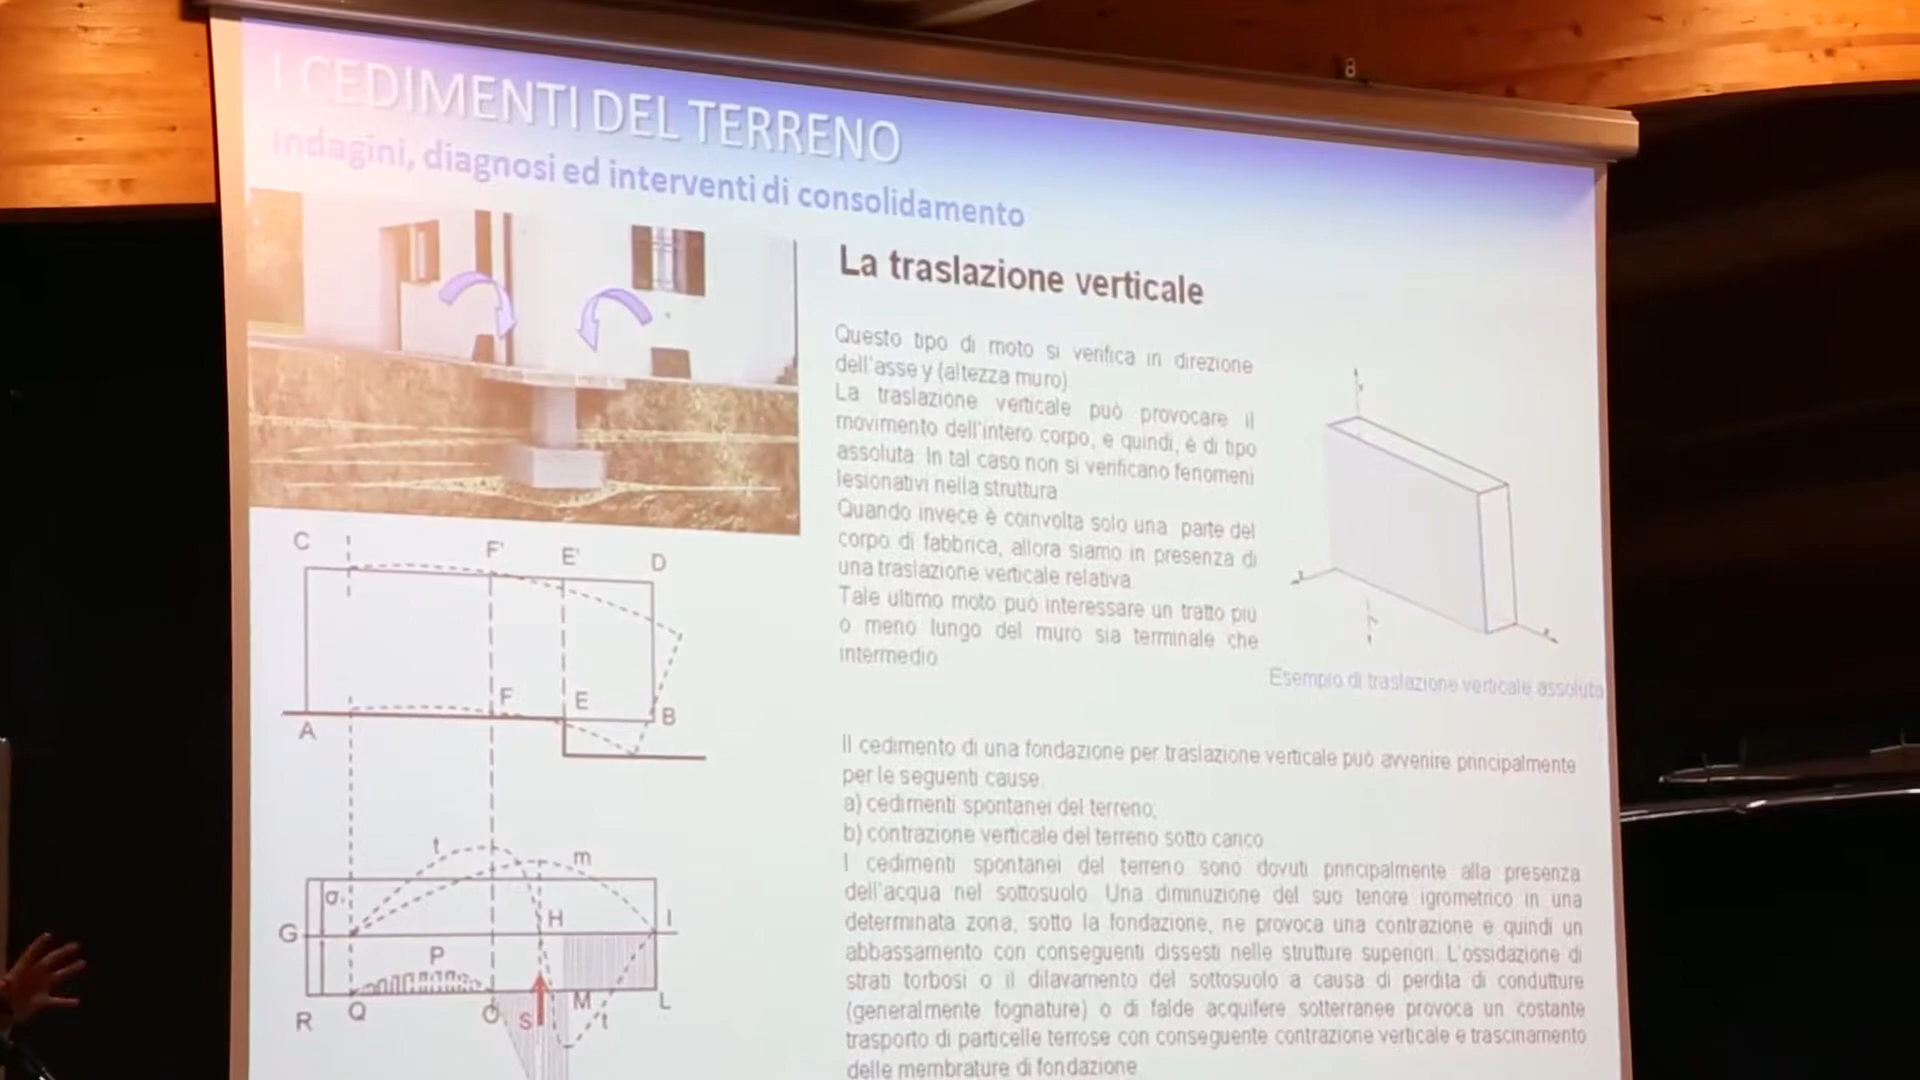 8
I CEDIMENTI DEL TERRENO
Indagini, diagnosi ed interventi di consolidamento
La traslazione verticale
Questo tipo di moto si verifica in direzione
dell'asse y (altezza muro)
La traslazione verticale può provocare il
movimento dell'intero corpo, e quindi, è di tipo
assoluta. In tal caso non si verificano fenomeni
lesionativi nella struttura
Quando invece è coinvolta solo una parte del
corpo di fabbrica, allora siamo in presenza di
una traslazione verticale relativa.
Tale ultimo moto può interessare un tratto più
o meno lungo del muro sia terminale che
intermedio
Esempio di traslazione verticale assoluta
Il cedimento di una fondazione per traslazione verticale può avvenire principalmente
per le seguenti cause
a) cedimenti spontanei del terreno;
b) contrazione verticale del terreno sotto carico
I cedimenti spontanei del terreno sono dovuti principalmente alla presenza
dell'acqua nel sottosuolo. Una diminuzione del suo tenore igrometrico in una
determinata zona, sotto la fondazione, ne provoca una contrazione e quindi un
abbassamento con conseguenti dissesti nelle strutture superiori. L'ossidazione di
strati torbosi o il dilavamento del sottosuolo a causa di perdita di condutture
(generalmente fognature) o di falde acquifere sotterranee provoca un costante
trasporto di particelle terrose con conseguente contrazione verticale e trascinamento
delle membrature di fondazione
C F' E' D
F E
A B
t m
σ
H I
G
P
R Q O S M t L